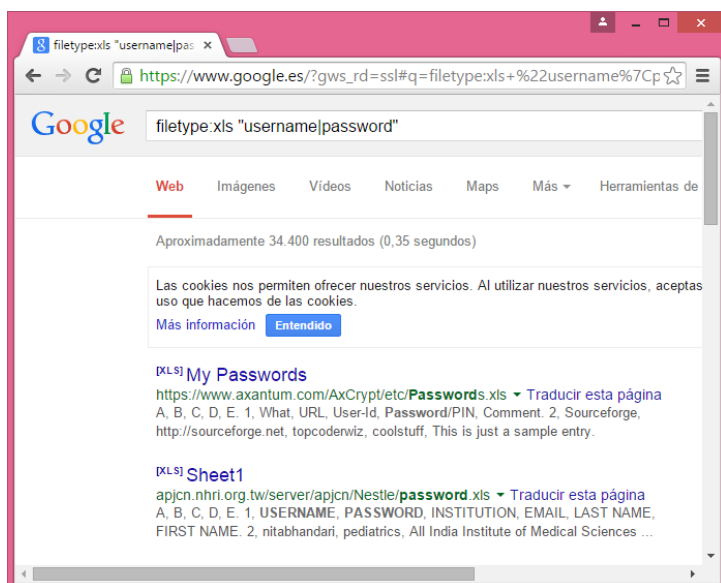 filetype:xls "username|pas
https://www.google.es/?gws_rd=ssl#q=filetype:xls+%22username%7Cp
Google
filetype:xls "username|password"
Web Imágenes Vídeos Noticias Maps Más Herramientas de
Aproximadamente 34.400 resultados (0,35 segundos)
Las cookies nos permiten ofrecer nuestros servicios. Al utilizar nuestros servicios, aceptas
uso que hacemos de las cookies.
Más información Entendido
[XLS] My Passwords
https://www.axantum.com/AxCrypt/etc/Passwords.xls Traducir esta página
A, B, C, D, E. 1, What, URL, User-Id, Password/PIN, Comment. 2, Sourceforge,
http://sourceforge.net, topcoderwiz, coolstuff, This is just a sample entry.
[XLS] Sheet1
apjcn.nhri.org.tw/server/apjcn/Nestle/password.xls Traducir esta página
A, B, C, D, E. 1, USERNAME, PASSWORD, INSTITUTION, EMAIL, LAST NAME,
FIRST NAME. 2, nitabhandari, pediatrics, All India Institute of Medical Sciences ...